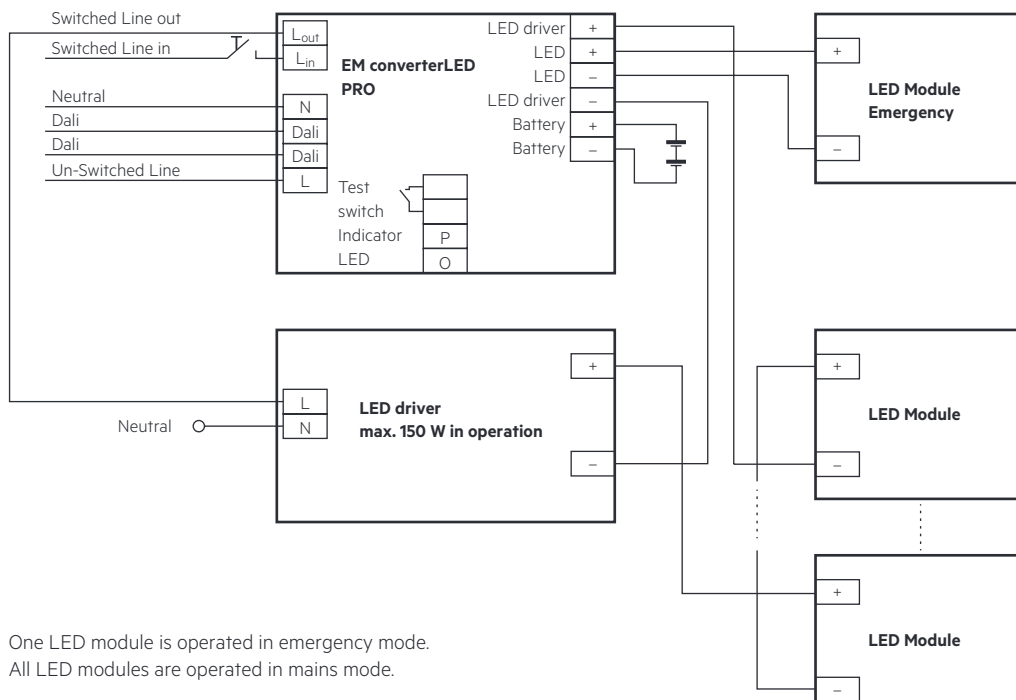 Switched Line out
Switched Line in
Neutral
Dali
Dali
Un-Switched Line
Lout
Lin
N
Dali
Dali
L
EM converterLED
PRO
Test
switch
Indicator
LED
P
O
LED driver +
LED +
LED –
LED driver –
Battery +
Battery –
+
–
LED Module
Emergency
L
N
Neutral
LED driver
max. 150 W in operation
+
–
+
–
LED Module
+
–
LED Module
One LED module is operated in emergency mode.
All LED modules are operated in mains mode.